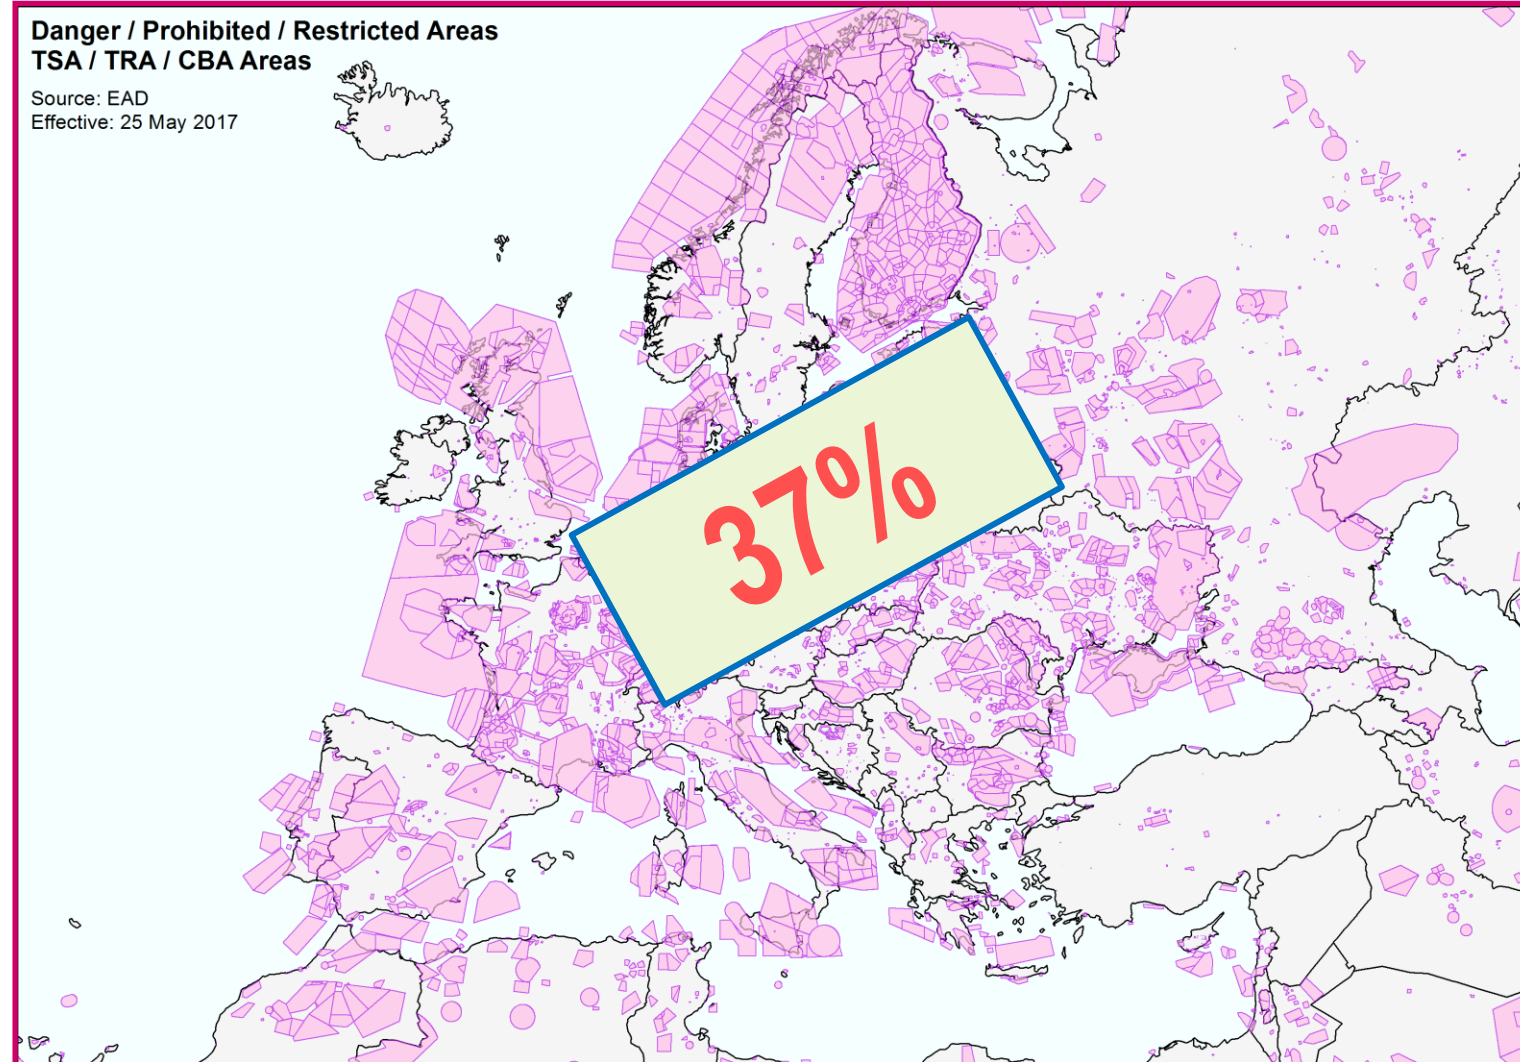 Danger / Prohibited / Restricted Areas
TSA / TRA / CBA Areas
Source: EAD
Effective: 25 May 2017
37%